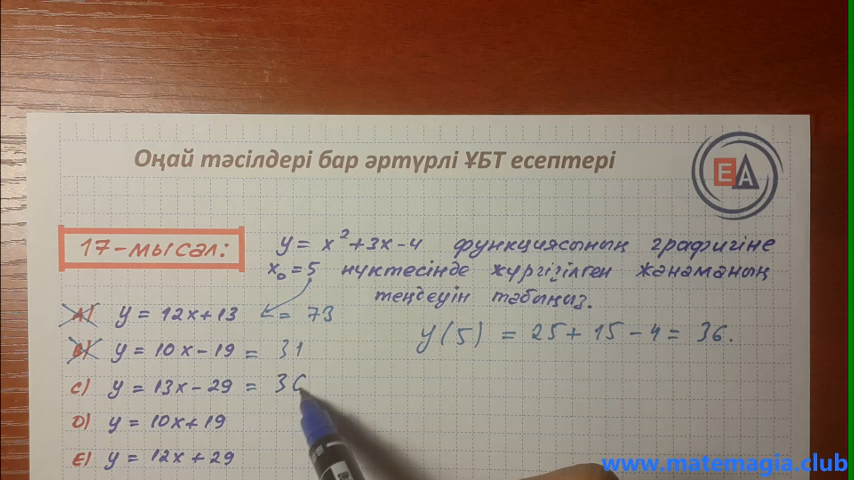 Оңай тәсілдері бар әртүрлі ҰБТ есептері
ЕА
17-мысал:
y = x² + 3x - 4 функциясының графигіне
x₀ = 5 нүктесінде жүргізілген жанаманың
теңдеуін табыңыз.
A) y = 12x + 13 = 73
y(5) = 25 + 15 - 4 = 36.
B) y = 10x - 19 = 31
C) y = 13x - 29 = 36
D) y = 10x + 19
E) y = 12x + 29
www.matemagia.club